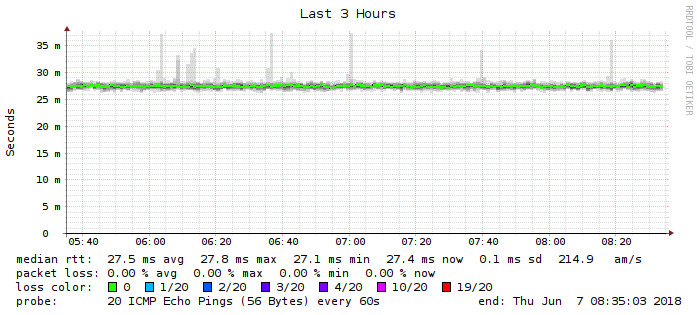 Last 3 Hours
RRDTOOL / TOBI OETIKER
Seconds
35 m
30 m
25 m
20 m
15 m
10 m
5 m
0
05:40 06:00 06:20 06:40 07:00 07:20 07:40 08:00 08:20
median rtt: 27.5 ms avg 27.8 ms max 27.1 ms min 27.4 ms now 0.1 ms sd 214.9 am/s
packet loss: 0.00 % avg 0.00 % max 0.00 % min 0.00 % now
loss color: 0 1/20 2/20 3/20 4/20 10/20 19/20
probe: 20 ICMP Echo Pings (56 Bytes) every 60s end: Thu Jun 7 08:35:03 2018